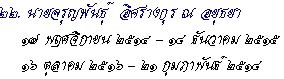 ๒๒. นายจรูญพันธ์ อิศรางกูร ณ อยุธยา
๑๗ พฤศจิกายน ๒๕๑๔ - ๑๔ ธันวาคม ๒๕๑๕
๑๖ ตุลาคม ๒๕๑๖ - ๒๑ กุมภาพันธ์ ๒๕๑๗